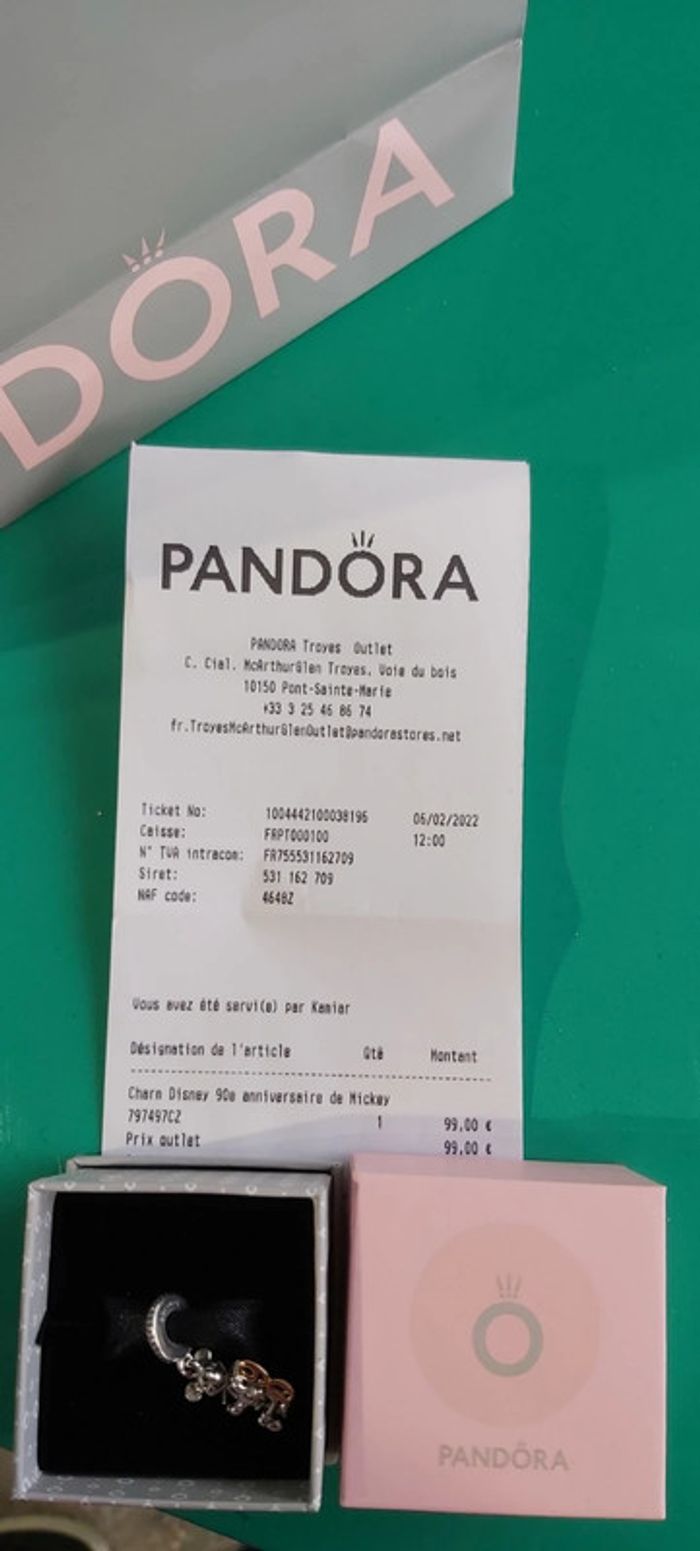 DORA
PANDORA
PANDORA Troyes Outlet
C. Cial. McArthurGlen Troyes, Voie du bois
10150 Pont-Sainte-Marie
+33 3 25 46 86 74
fr.TroyesMcArthurGlenOutlet@pandorastores.net
Ticket No: 1004442100038196 06/02/2022
Caisse: FRPT000100 12:00
N° TVA intracom: FR755531162709
Siret: 531 162 709
NAF code: 4648Z
Vous avez été servi(e) par Kamiar
Désignation de l'article Qté Montant
Charm Disney 90e anniversaire de Mickey
797497CZ 1 99,00 €
Prix outlet 99,00 €
PANDORA